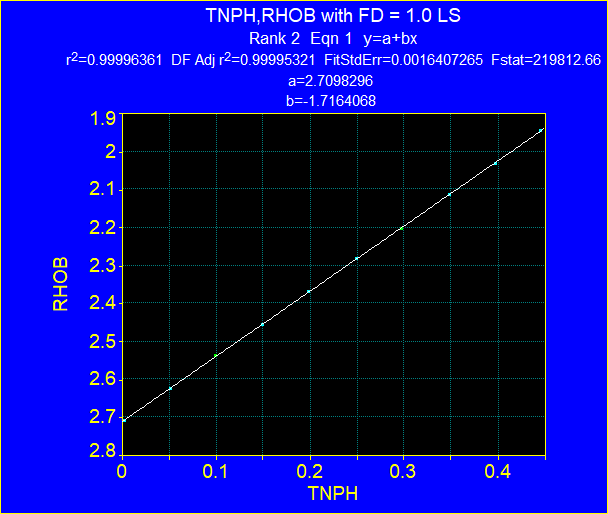 TNPH,RHOB with FD = 1.0 LS
Rank 2 Eqn 1 y=a+bx
r²=0.99996361 DF Adj r²=0.99995321 FitStdErr=0.0016407265 Fstat=219812.66
a=2.7098296
b=-1.7164068
1.9
2
2.1
2.2
2.3
2.4
2.5
2.6
2.7
2.8
RHOB
0 0.1 0.2 0.3 0.4
TNPH